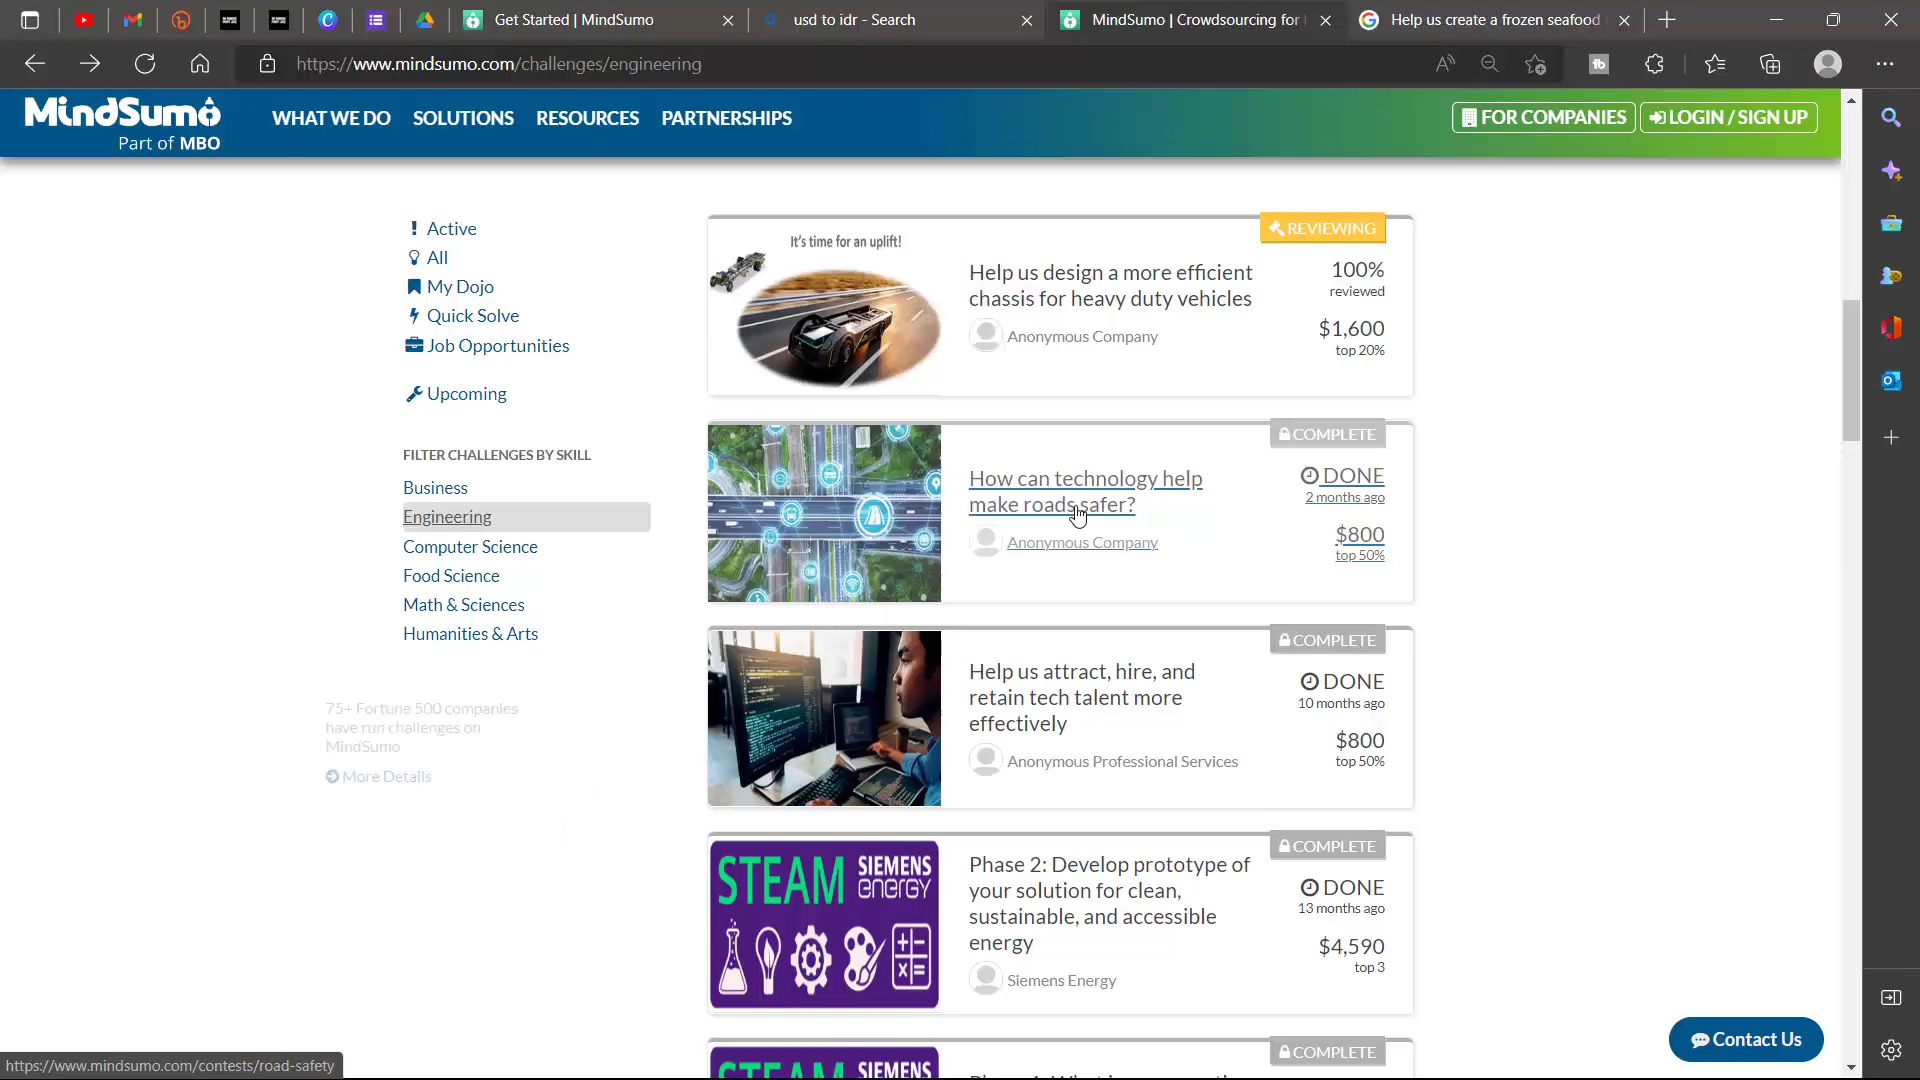 Get Started | MindSumo
usd to idr - Search
MindSumo | Crowdsourcing for
Help us create a frozen seafood
https://www.mindsumo.com/challenges/engineering
MindSumo
Part of MBO
WHAT WE DO
SOLUTIONS
RESOURCES
PARTNERSHIPS
FOR COMPANIES
LOGIN / SIGN UP
Active
All
My Dojo
Quick Solve
Job Opportunities
Upcoming
FILTER CHALLENGES BY SKILL
Business
Engineering
Computer Science
Food Science
Math & Sciences
Humanities & Arts
75+ Fortune 500 companies
have run challenges on
MindSumo
More Details
It's time for an uplift!
REVIEWING
Help us design a more efficient
chassis for heavy duty vehicles
Anonymous Company
100%
reviewed
$1,600
top 20%
COMPLETE
How can technology help
make roads safer?
Anonymous Company
DONE
2 months ago
$800
top 50%
COMPLETE
Help us attract, hire, and
retain tech talent more
effectively
Anonymous Professional Services
DONE
10 months ago
$800
top 50%
COMPLETE
STEAM
SIEMENS
energy
Phase 2: Develop prototype of
your solution for clean,
sustainable, and accessible
energy
Siemens Energy
DONE
13 months ago
$4,590
top 3
COMPLETE
STEAM
SIEMENS
Contact Us
https://www.mindsumo.com/contests/road-safety